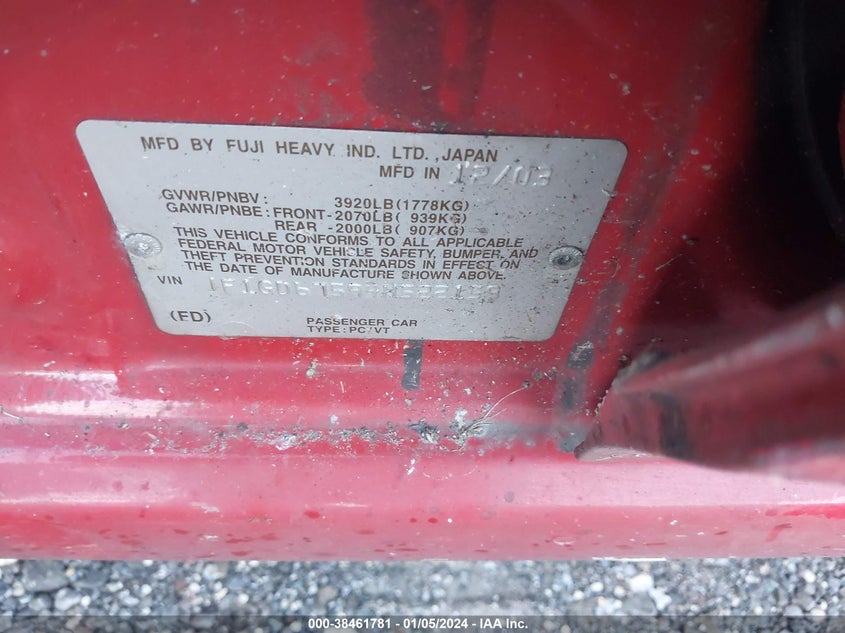 MFD BY FUJI HEAVY IND. LTD. JAPAN
MFD IN 12/03
GVWR/PNBV : 3920LB(1778KG)
GAWR/PNBE : FRONT-2070LB( 939KG)
REAR -2000LB( 907KG)
THIS VEHICLE CONFORMS TO ALL APPLICABLE
FEDERAL MOTOR VEHICLE SAFETY, BUMPER, AND
THEFT PREVENTION STANDARDS IN EFFECT ON
THE DATE OF MANUFACTURE SHOWN ABOVE.
VIN
(FD)
PASSENGER CAR
TYPE : PC/VT
000-38461781 - 01/05/2024 - I.A.A Inc.